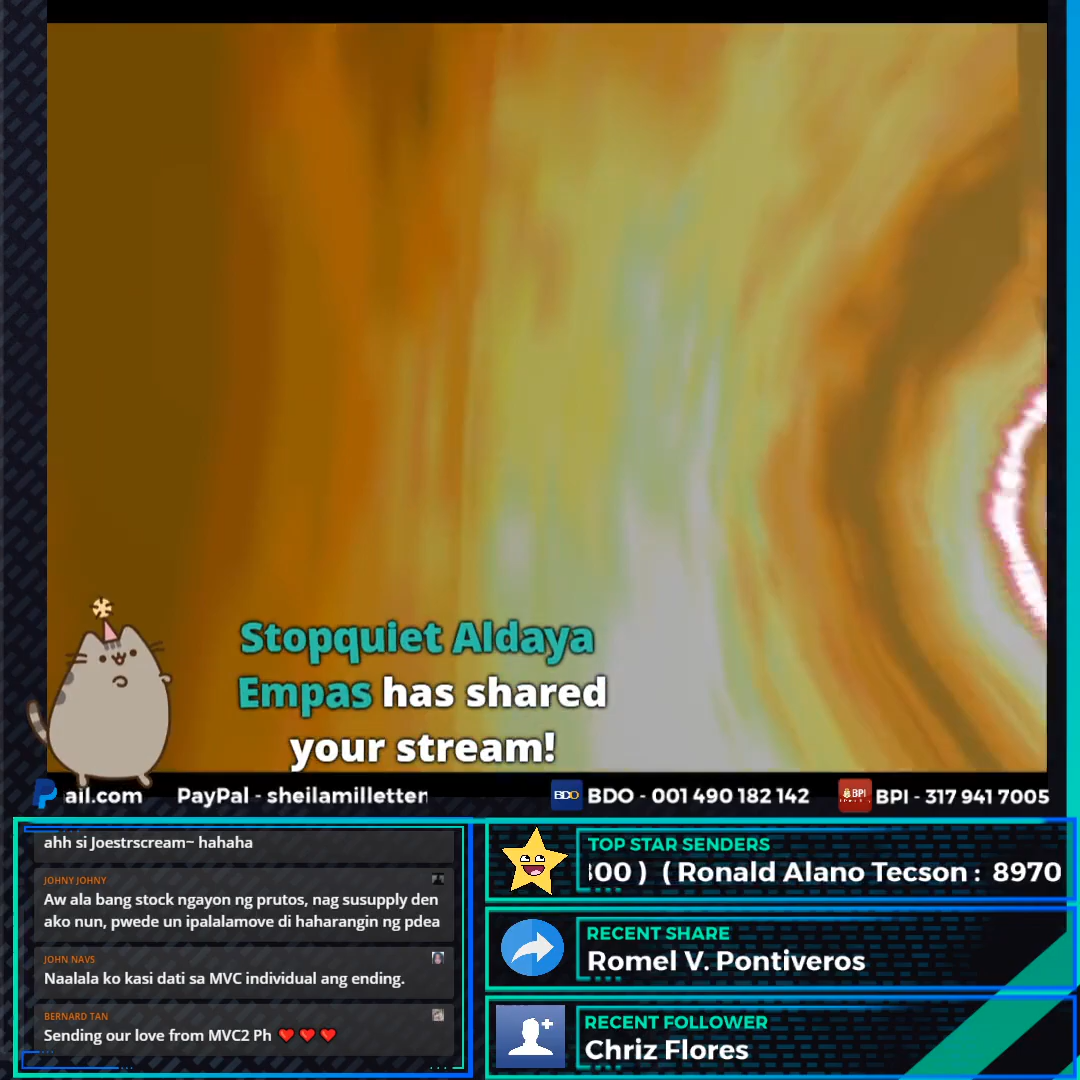 Stopquiet Aldaya
Empas has shared
your stream!
ail.com PayPal - sheilamilletter
BDO BDO - 001 490 182 142
BPI BPI - 317 941 7005
ahh si Joestrscream~ hahaha
JOHNY JOHNY
Aw ala bang stock ngayon ng prutos, nag susupply den
ako nun, pwede un ipalalamove di haharangin ng pdea
JOHN NAVS
Naalala ko kasi dati sa MVC individual ang ending.
BERNARD TAN
Sending our love from MVC2 Ph ❤️❤️❤️
TOP STAR SENDERS
00 ) ( Ronald Alano Tecson : 8970
RECENT SHARE
Romel V. Pontiveros
RECENT FOLLOWER
Chriz Flores